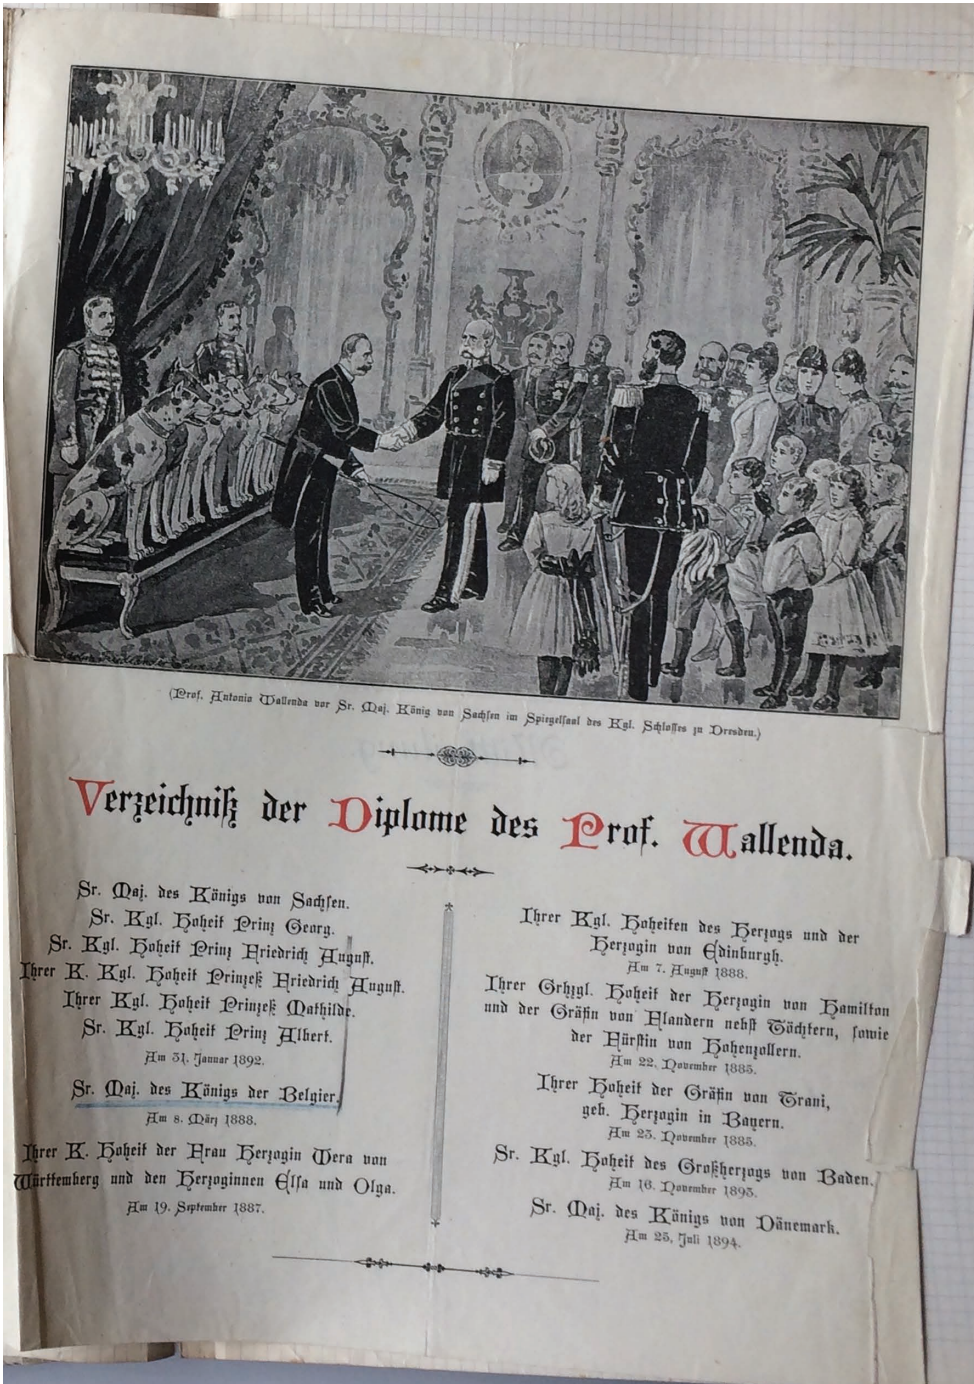 (Prof. Antonio Wallenda vor Sr. Maj. König von Sachsen im Spiegelsaal des Kgl. Schlosses zu Dresden.)
Verzeichniß der Diplome des Prof. Wallenda.
Sr. Maj. des Königs von Sachsen.
Sr. Kgl. Hoheit Prinz Georg.
Sr. Kgl. Hoheit Prinz Friedrich August.
Ihrer K. Kgl. Hoheit Prinzeß Friedrich August.
Ihrer Kgl. Hoheit Prinzeß Mathilde.
Sr. Kgl. Hoheit Prinz Albert.
Am 31. Januar 1892.
Sr. Maj. des Königs der Belgier.
Am 8. März 1888.
Ihrer K. Hoheit der Frau Herzogin Wera von
Württemberg und den Herzoginnen Elsa und Olga.
Am 19. September 1887.
Ihrer Kgl. Hoheiten des Herzogs und der
Herzogin von Edinburgh.
Am 7. August 1888.
Ihrer Grhzgl. Hoheit der Herzogin von Hamilton
und der Gräfin von Flandern nebst Töchtern, sowie
der Fürstin von Hohenzollern.
Am 22. November 1885.
Ihrer Hoheit der Gräfin von Trani,
geb. Herzogin in Bayern.
Am 23. November 1885.
Sr. Kgl. Hoheit des Großherzogs von Baden.
Am 16. November 1893.
Sr. Maj. des Königs von Dänemark.
Am 25. Juli 1894.